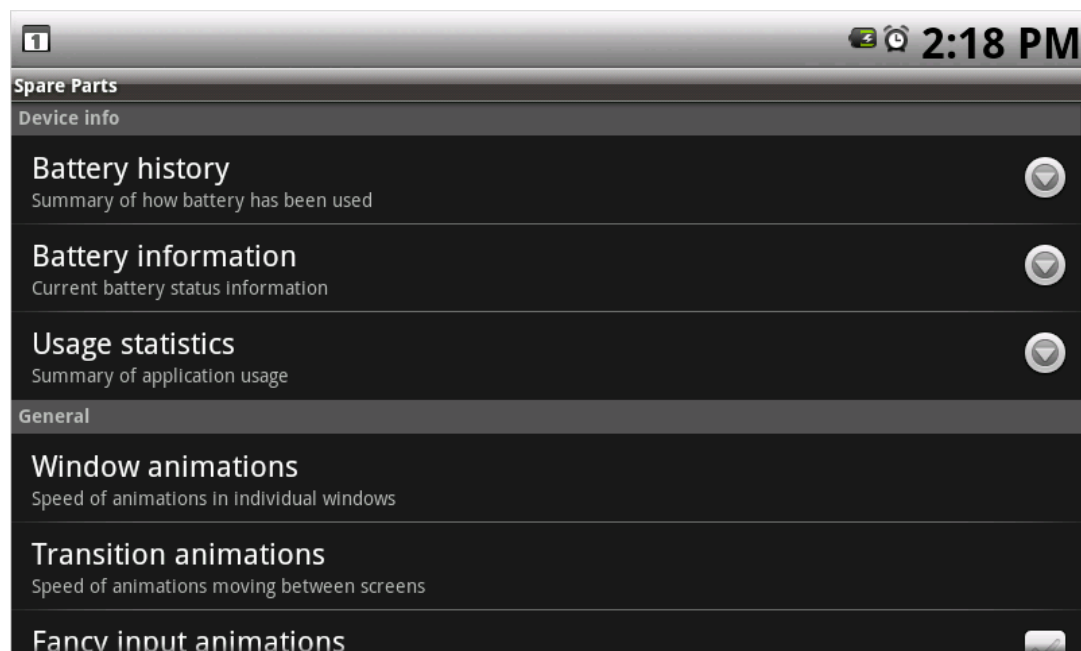 1
2:18 PM
Spare Parts
Device info
Battery history
Summary of how battery has been used
Battery information
Current battery status information
Usage statistics
Summary of application usage
General
Window animations
Speed of animations in individual windows
Transition animations
Speed of animations moving between screens
Fancy input animations